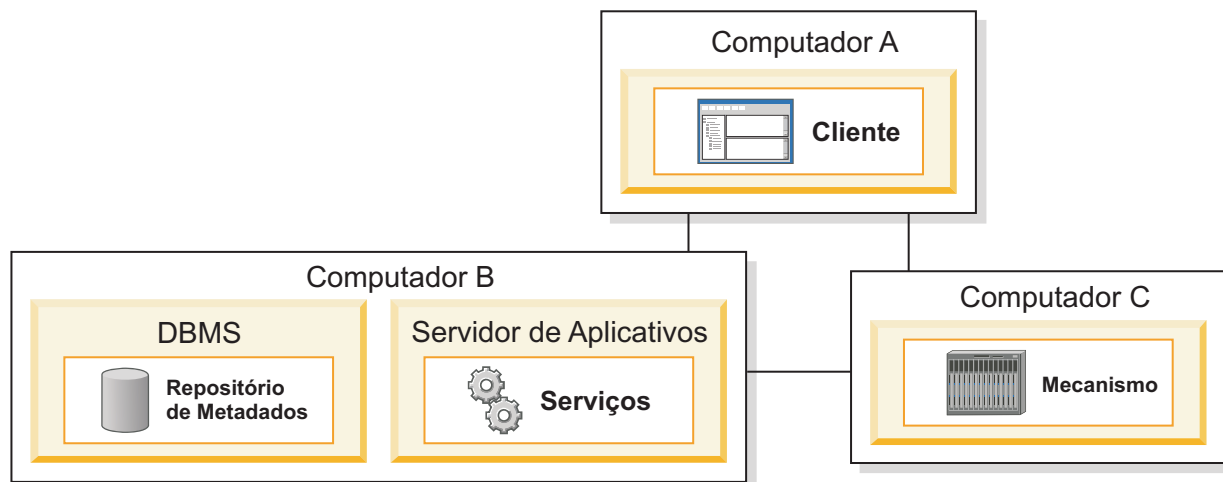 Computador A
Cliente
Computador B
DBMS
Repositório
de Metadados
Servidor de Aplicativos
Serviços
Computador C
Mecanismo